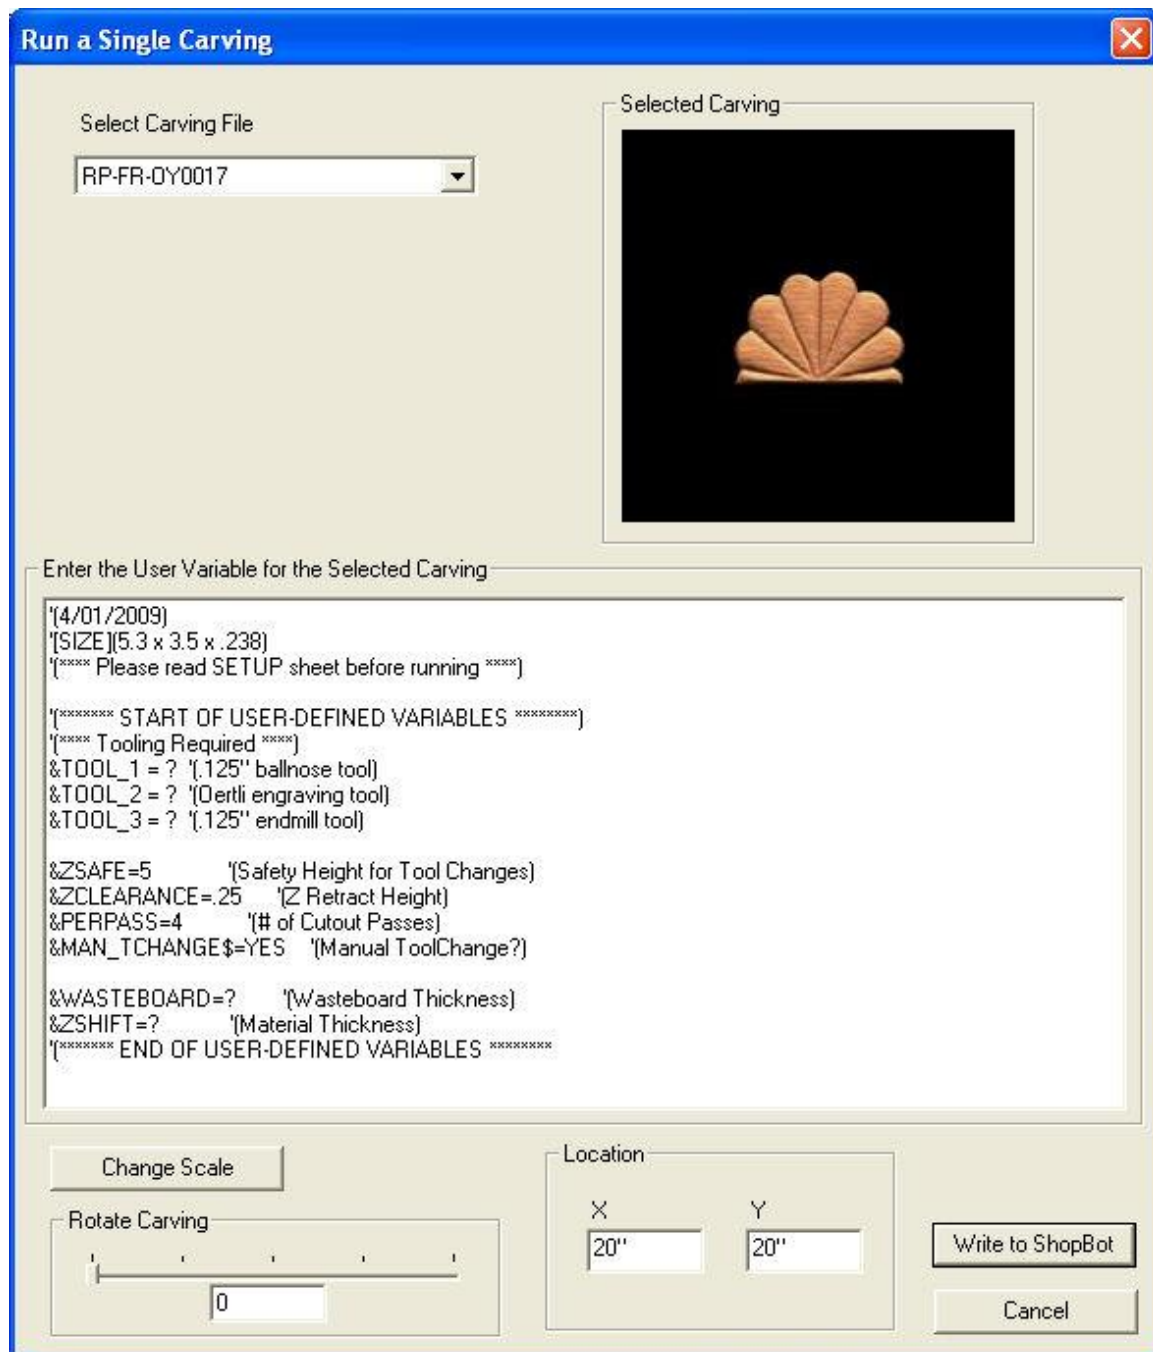 Run a Single Carving
Select Carving File
RP-FR-OY0017
Selected Carving
Enter the User Variable for the Selected Carving
'(4/01/2009)
'[SIZE](5.3 x 3.5 x .238)
'(**** Please read SETUP sheet before running ****)
'(******* START OF USER-DEFINED VARIABLES ********)
'(**** Tooling Required ****)
&TOOL_1 = ? '(.125" ballnose tool)
&TOOL_2 = ? '(Oertli engraving tool)
&TOOL_3 = ? '(.125" endmill tool)
&ZSAFE=5 '(Safety Height for Tool Changes)
&ZCLEARANCE=.25 '(Z Retract Height)
&PERPASS=4 '(# of Cutout Passes)
&MAN_TCHANGE$=YES '(Manual ToolChange?)
&WASTEBOARD=? '(Wasteboard Thickness)
&ZSHIFT=? '(Material Thickness)
'(******* END OF USER-DEFINED VARIABLES ********
Change Scale
Rotate Carving
0
Location
X Y
20" 20"
Write to ShopBot
Cancel